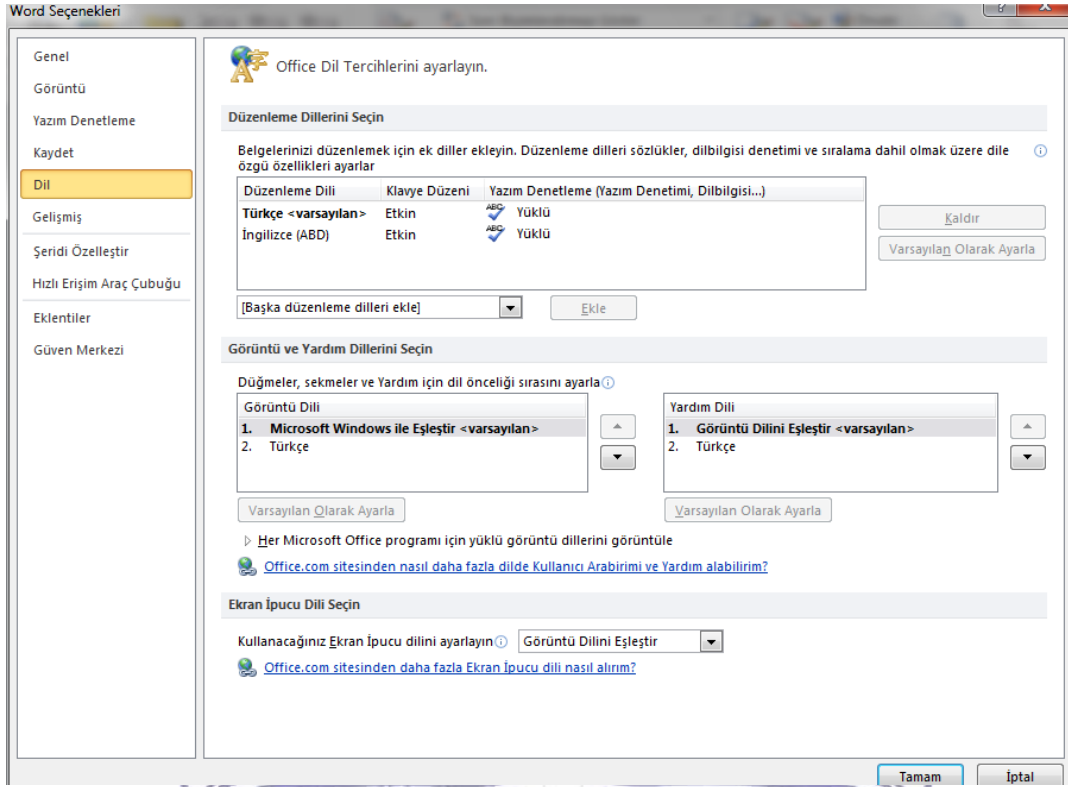 Word Seçenekleri
Genel
Görüntü
Yazım Denetleme
Kaydet
Dil
Gelişmiş
Şeridi Özelleştir
Hızlı Erişim Araç Çubuğu
Eklentiler
Güven Merkezi
Office Dil Tercihlerini ayarlayın.
Düzenleme Dillerini Seçin
Belgelerinizi düzenlemek için ek diller ekleyin. Düzenleme dilleri sözlükler, dilbilgisi denetimi ve sıralama dahil olmak üzere dile
özgü özellikleri ayarlar
Düzenleme Dili Klavye Düzeni Yazım Denetleme (Yazım Denetimi, Dilbilgisi...)
Türkçe <varsayılan> Etkin ABC Yüklü
İngilizce (ABD) Etkin ABC Yüklü
Kaldır
Varsayılan Olarak Ayarla
[Başka düzenleme dilleri ekle] Ekle
Görüntü ve Yardım Dillerini Seçin
Düğmeler, sekmeler ve Yardım için dil önceliği sırasını ayarla
Görüntü Dili
1. Microsoft Windows ile Eşleştir <varsayılan>
2. Türkçe
Varsayılan Olarak Ayarla
Yardım Dili
1. Görüntü Dilini Eşleştir <varsayılan>
2. Türkçe
Varsayılan Olarak Ayarla
Her Microsoft Office programı için yüklü görüntü dillerini görüntüle
Office.com sitesinden nasıl daha fazla dilde Kullanıcı Arabirimi ve Yardım alabilirim?
Ekran İpucu Dili Seçin
Kullanacağınız Ekran İpucu dilini ayarlayın Görüntü Dilini Eşleştir
Office.com sitesinden daha fazla Ekran İpucu dili nasıl alırım?
Tamam İptal